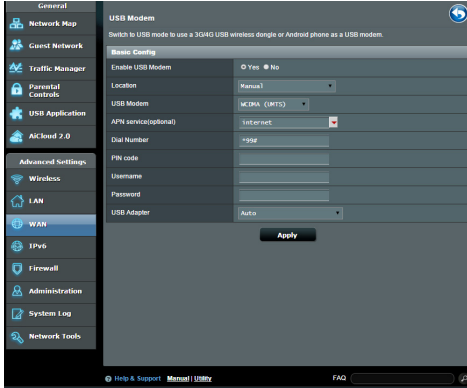 General
Network Map
Guest Network
Traffic Manager
Parental
Controls
USB Application
AiCloud 2.0
Advanced Settings
Wireless
LAN
WAN
IPv6
Firewall
Administration
System Log
Network Tools
USB Modem
Switch to USB mode to use a 3G/4G USB wireless dongle or Android phone as a USB modem.
Basic Config
Enable USB Modem Yes No
Location Manual
USB Modem WCDMA (UMTS)
APN service(optional) internet
Dial Number *99#
PIN code
Username
Password
USB Adapter Auto
Apply
Help & Support Manual | Utility FAQ